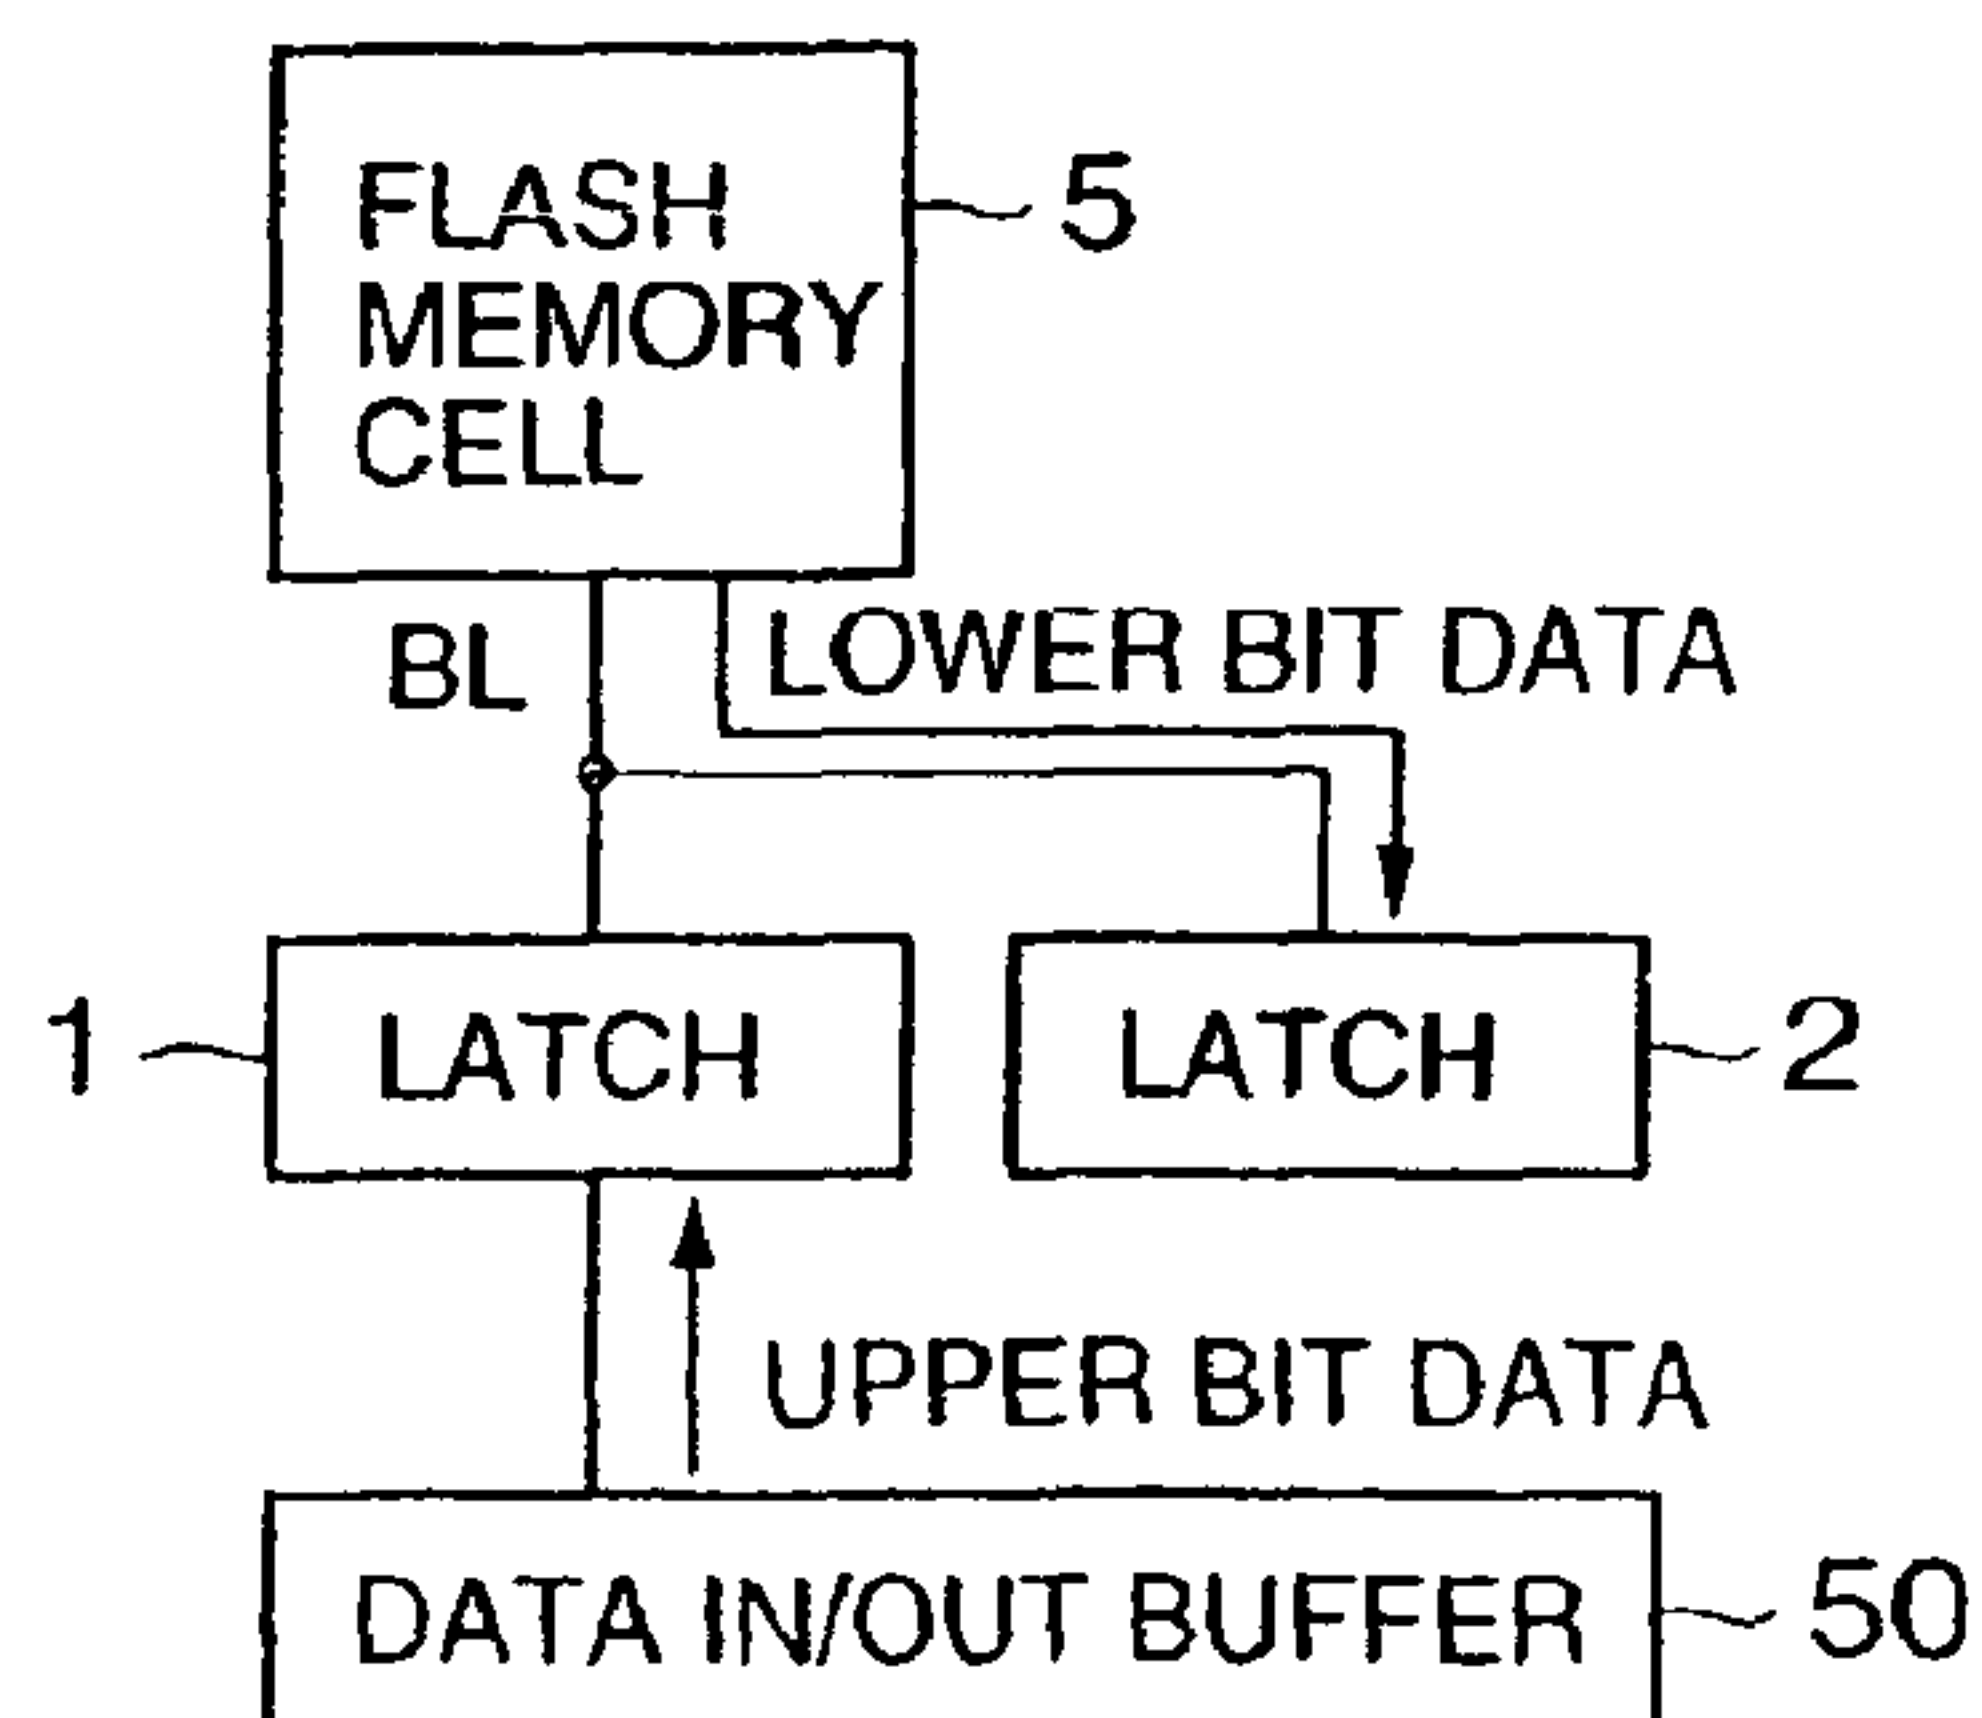 FLASH
MEMORY
CELL
5
BL
LOWER BIT DATA
1
LATCH
LATCH
2
UPPER BIT DATA
DATA IN/OUT BUFFER
50